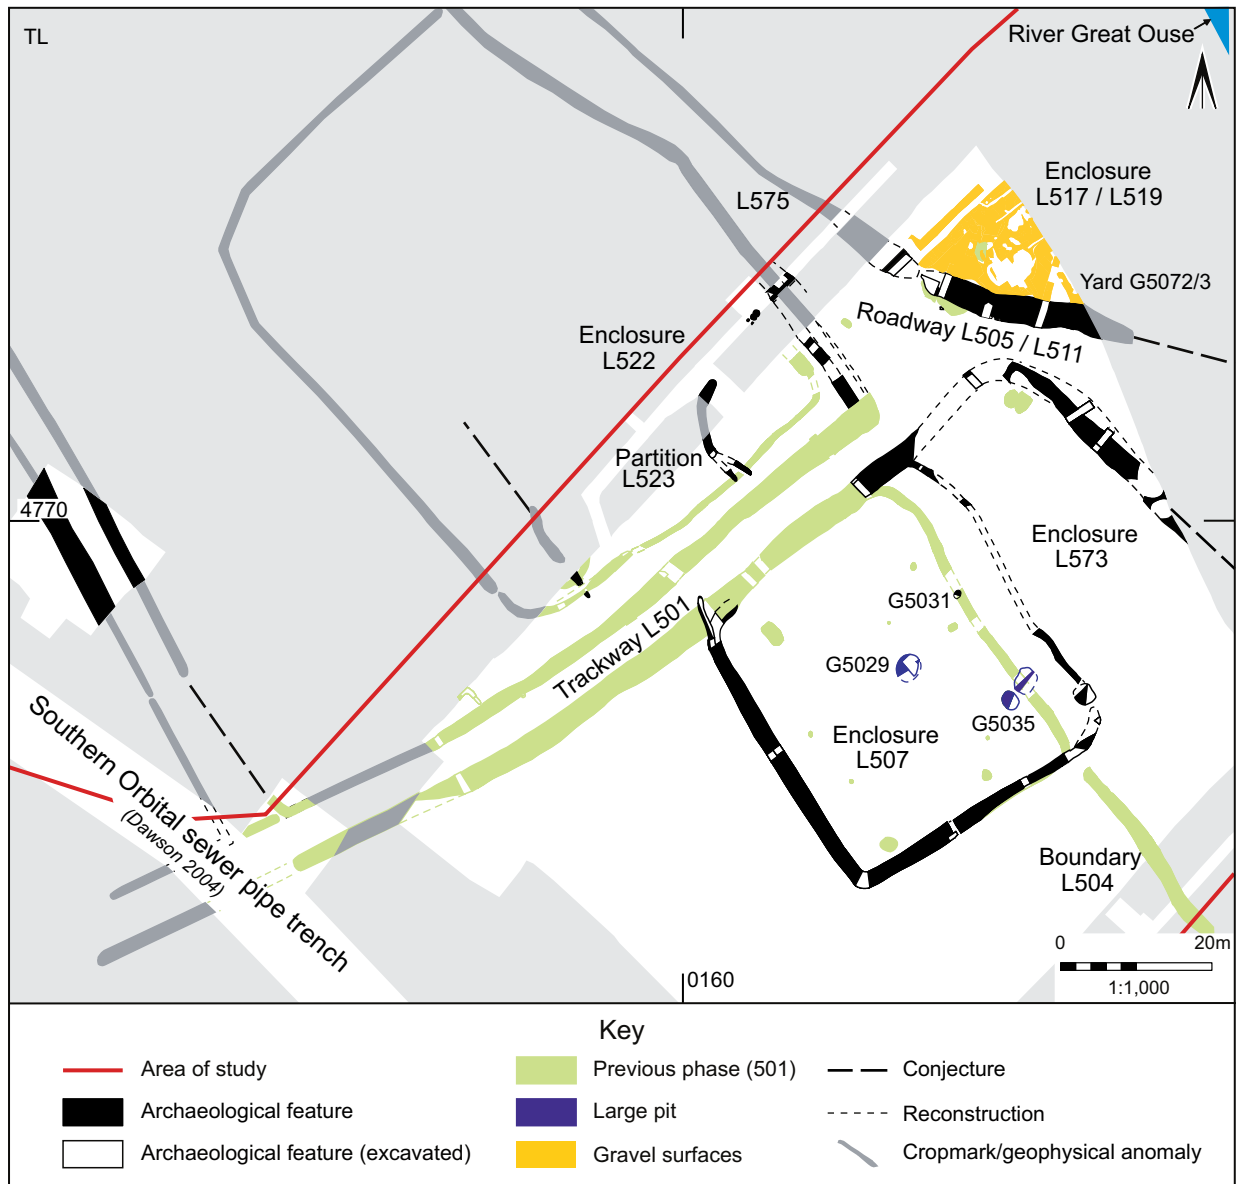 TL
River Great Ouse
Enclosure
L517 / L519
L575
Yard G5072/3
Roadway L505 / L511
Enclosure
L522
Partition
L523
4770
Enclosure
L573
G5031
Trackway L501
G5029
G5035
Enclosure
L507
Southern Orbital sewer pipe trench
(Dawson 2004)
Boundary
L504
0 20m
1:1,000
0160
Key
Area of study
Archaeological feature
Archaeological feature (excavated)
Previous phase (501)
Large pit
Gravel surfaces
Conjecture
Reconstruction
Cropmark/geophysical anomaly